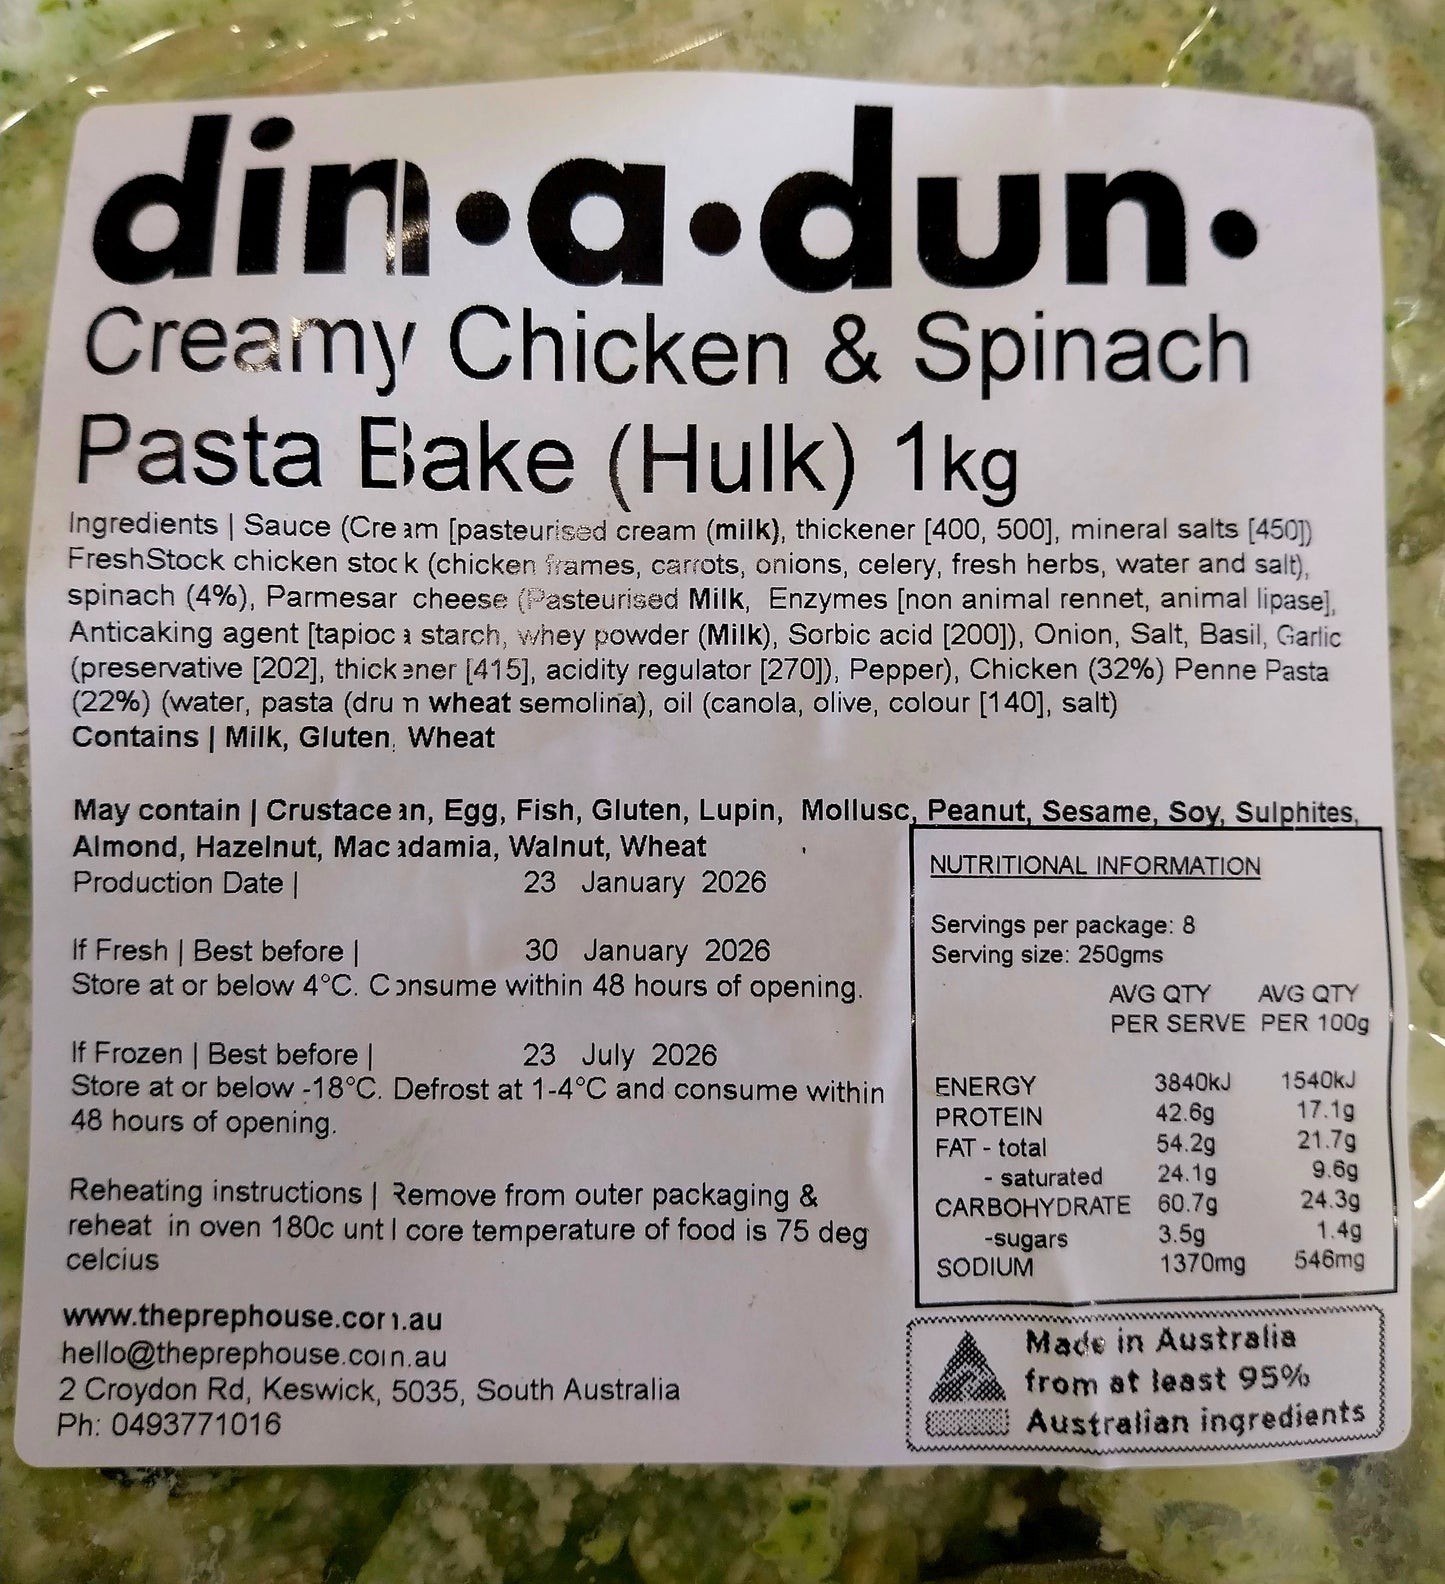 din•a•dun•
Creamy Chicken & Spinach
Pasta Bake (Hulk) 1kg
Ingredients | Sauce (Cream [pasteurised cream (milk), thickener [400, 500], mineral salts [450])
FreshStock chicken stock (chicken frames, carrots, onions, celery, fresh herbs, water and salt),
spinach (4%), Parmesan cheese (Pasteurised Milk, Enzymes [non animal rennet, animal lipase],
Anticaking agent [tapioca starch, whey powder (Milk), Sorbic acid [200]), Onion, Salt, Basil, Garlic
(preservative [202], thickener [415], acidity regulator [270]), Pepper), Chicken (32%) Penne Pasta
(22%) (water, pasta (drum wheat semolina), oil (canola, olive, colour [140], salt)
Contains | Milk, Gluten, Wheat
May contain | Crustacean, Egg, Fish, Gluten, Lupin, Mollusc, Peanut, Sesame, Soy, Sulphites,
Almond, Hazelnut, Macadamia, Walnut, Wheat
Production Date | 23 January 2026
If Fresh | Best before | 30 January 2026
Store at or below 4°C. Consume within 48 hours of opening.
If Frozen | Best before | 23 July 2026
Store at or below -18°C. Defrost at 1-4°C and consume within
48 hours of opening.
Reheating instructions | Remove from outer packaging &
reheat in oven 180c until core temperature of food is 75 deg
celcius
www.theprephouse.com.au
hello@theprephouse.com.au
2 Croydon Rd, Keswick, 5035, South Australia
Ph: 0493771016
NUTRITIONAL INFORMATION
Servings per package: 8
Serving size: 250gms
AVG QTY AVG QTY
PER SERVE PER 100g
ENERGY 3840kJ 1540kJ
PROTEIN 42.6g 17.1g
FAT - total 54.2g 21.7g
- saturated 24.1g 9.6g
CARBOHYDRATE 60.7g 24.3g
-sugars 3.5g 1.4g
SODIUM 1370mg 546mg
Made in Australia
from at least 95%
Australian ingredients